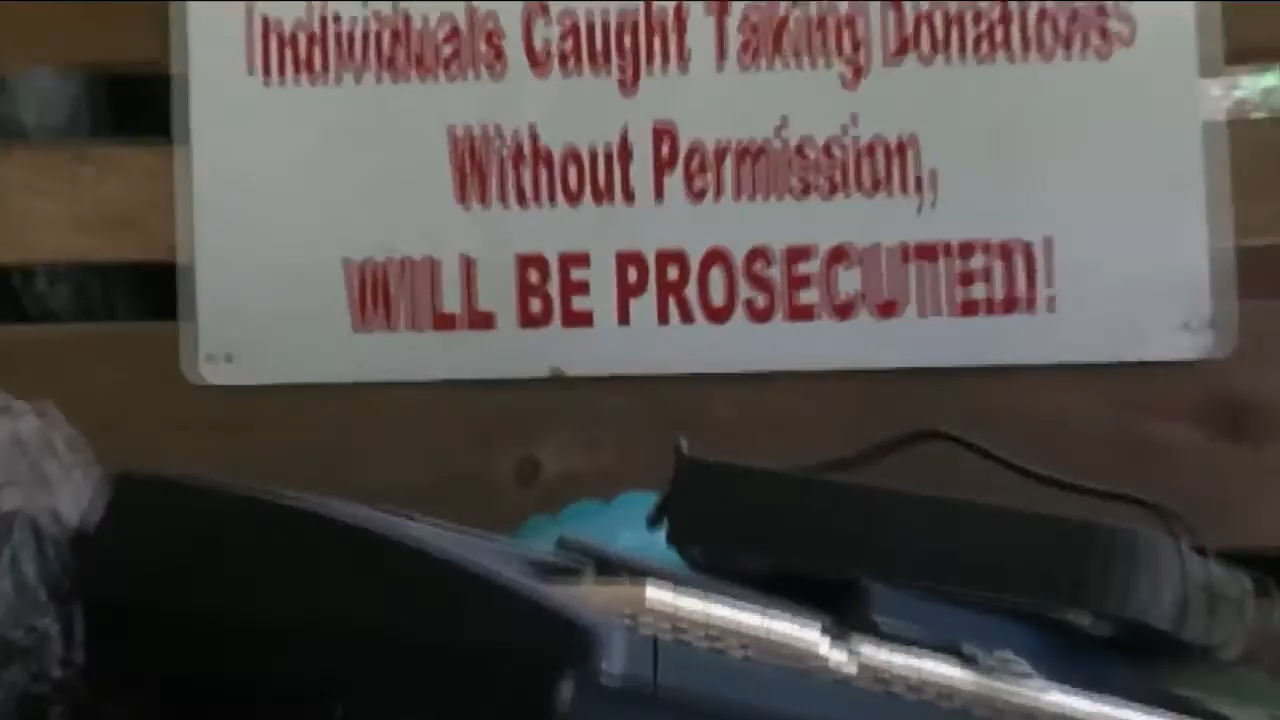 Individuals Caught Taking Donations
Without Permission,
WILL BE PROSECUTED!